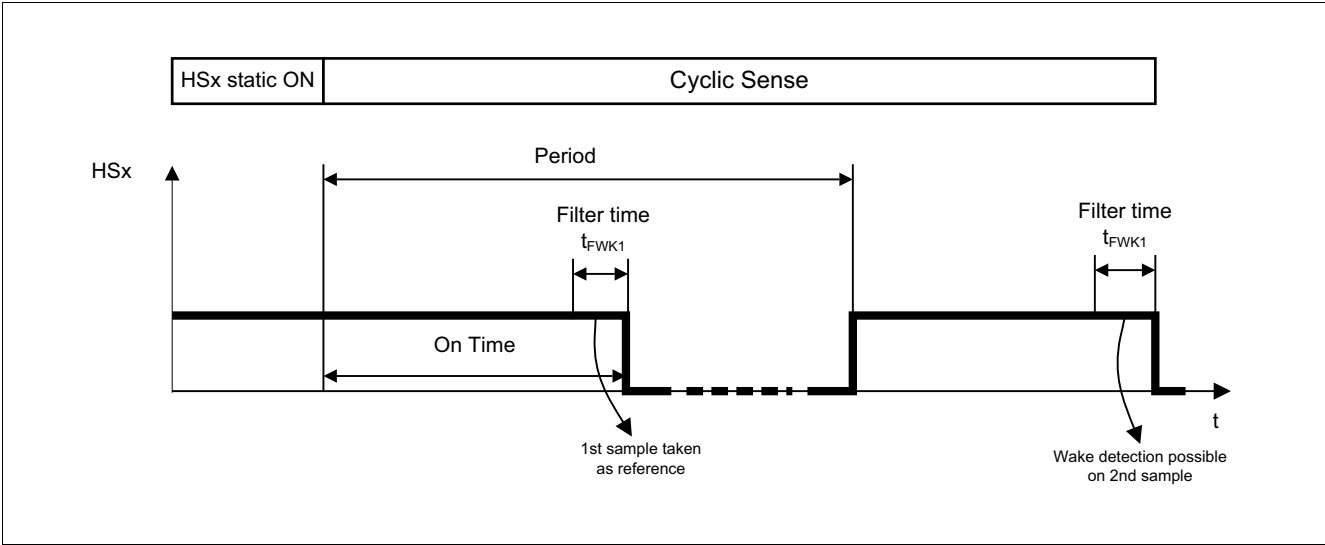 HSx static ON
Cyclic Sense
Period
HSx
Filter time
tFWK1
Filter time
tFWK1
On Time
t
1st sample taken
as reference
Wake detection possible
on 2nd sample